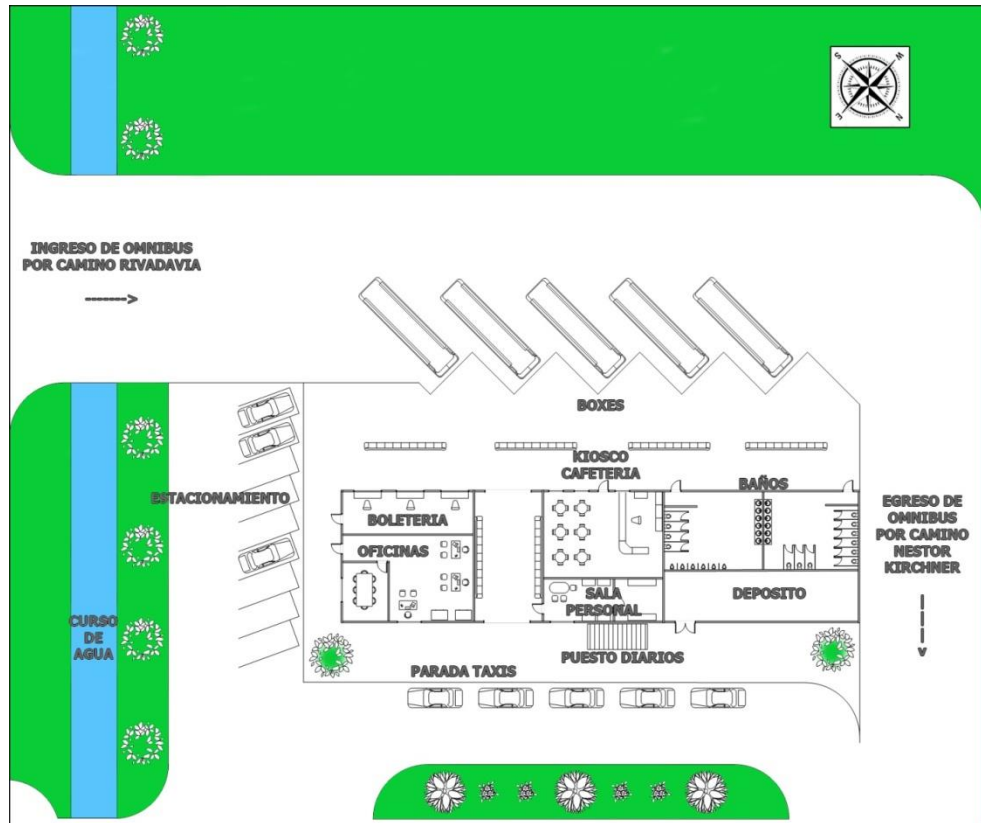 S
W
E
N
INGRESO DE OMNIBUS
POR CAMINO RIVADAVIA
------->
BOXES
KIOSCO
CAFETERIA
BAÑOS
ESTACIONAMIENTO
BOLETERIA
OFICINAS
EGRESO DE
OMNIBUS
POR CAMINO
NESTOR
KIRCHNER
SALA
PERSONAL
DEPOSITO
CURSO
DE
AGUA
PUESTO DIARIOS
PARADA TAXIS